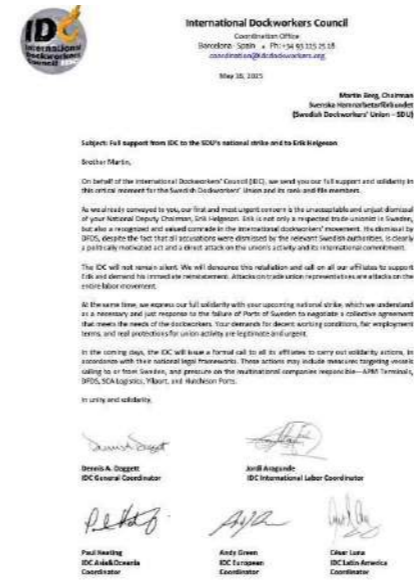 IDC
International
Dockworkers
Council
International Dockworkers Council
Coordination Office
Barcelona - Spain
coordination@idcdockworkers.org
May 16, 2025
Martin Berg, Chairman
Svenska Hamnarbetarförbundet
(Swedish Dockworkers' Union – SDU)
Subject: Full support from IDC to the SDU's national strike and to Erik Helgeson
Brother Martin,
On behalf of the International Dockworkers' Council (IDC), we send you our full support and solidarity in
this critical moment for the Swedish Dockworkers' Union and its rank and file members.
As we already conveyed to you, our first and most urgent concern is the unacceptable and unjust dismissal
of your National Deputy Chairman, Erik Helgeson. Erik is not only a respected trade unionist in Sweden,
but also a recognized and valued comrade in the international dockworkers' movement. His dismissal by
DFDS, despite the fact that all accusations were dismissed by the relevant Swedish authorities, is clearly
a politically motivated act and a direct attack on the union's activity and its international commitment.
The IDC will not remain silent. We will denounce this retaliation and call on all our affiliates to support
Erik and demand his immediate reinstatement. Attacks on trade union representatives are attacks on the
entire labor movement.
At the same time, we express our full solidarity with your upcoming national strike, which we understand
as a necessary and just response to the failure of Ports of Sweden to negotiate a collective agreement
that meets the needs of the dockworkers. Your demands for decent working conditions, fair employment
terms, and real protections for union activity are legitimate and urgent.
In the coming days, the IDC will issue a formal call to all its affiliates to carry out solidarity actions, in
accordance with their national legal frameworks. These actions may include measures targeting vessels
sailing to or from Sweden, and pressure on the multinational companies responsible—APM Terminals,
DFDS, SCA Logistics, Yilport, and Hutchison Ports.
In unity and solidarity,
Dennis A. Daggett
IDC General Coordinator
Jordi Aragunde
IDC International Labor Coordinator
Paul Keating
IDC Asia&Oceania
Coordinator
Andy Green
IDC European
Coordinator
César Luna
IDC Latin America
Coordinator